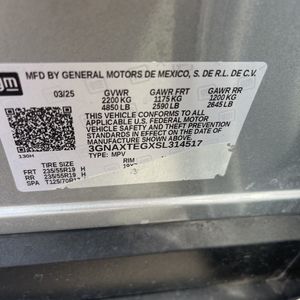 gm
MFD BY GENERAL MOTORS DE MEXICO, S. DE R.L. DE C.V.
03/25 GVWR GAWR FRT GAWR RR
2200 KG 1175 KG 1200 KG
4850 LB 2590 LB 2645 LB
THIS VEHICLE CONFORMS TO ALL
APPLICABLE U.S. FEDERAL MOTOR
VEHICLE SAFETY AND THEFT PREVENTION
STANDARDS IN EFFECT ON THE DATE OF
MANUFACTURE SHOWN ABOVE.
3GNAXTEGXSL314517
TYPE: MPV
TIRE SIZE RIM
FRT 235/55R19 H
RR 235/55R19 H
SPA